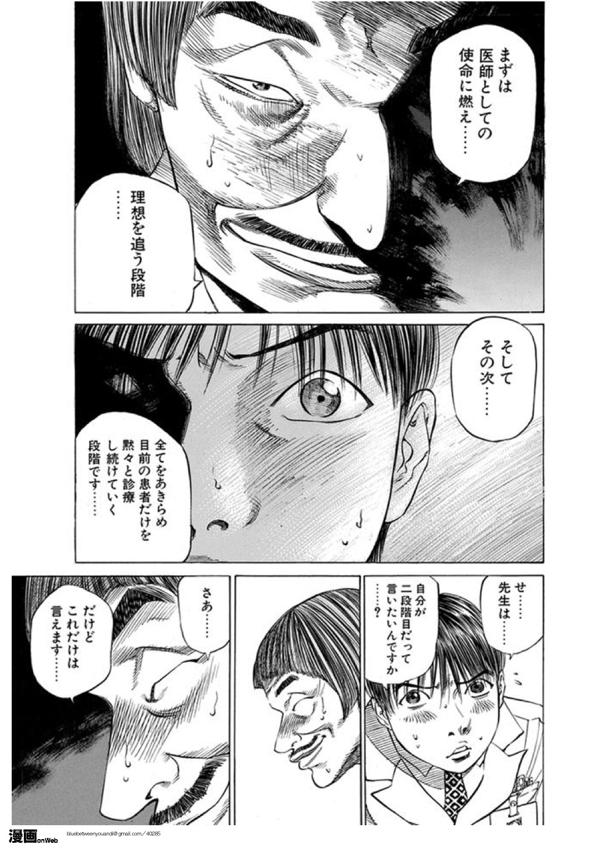 まずは
医師としての
使命に燃え……
理想を追う段階
……
そして
その次……
全てをあきらめ
目前の患者だけを
黙々と診療
し続けていく
段階です……
せ……
先生は……
自分が
二段階目だって
言いたいんですか
……?
さあ……
だけど
これだけは
言えます……
漫画onWeb
bluebetweenyouandi@gmail.com/40285